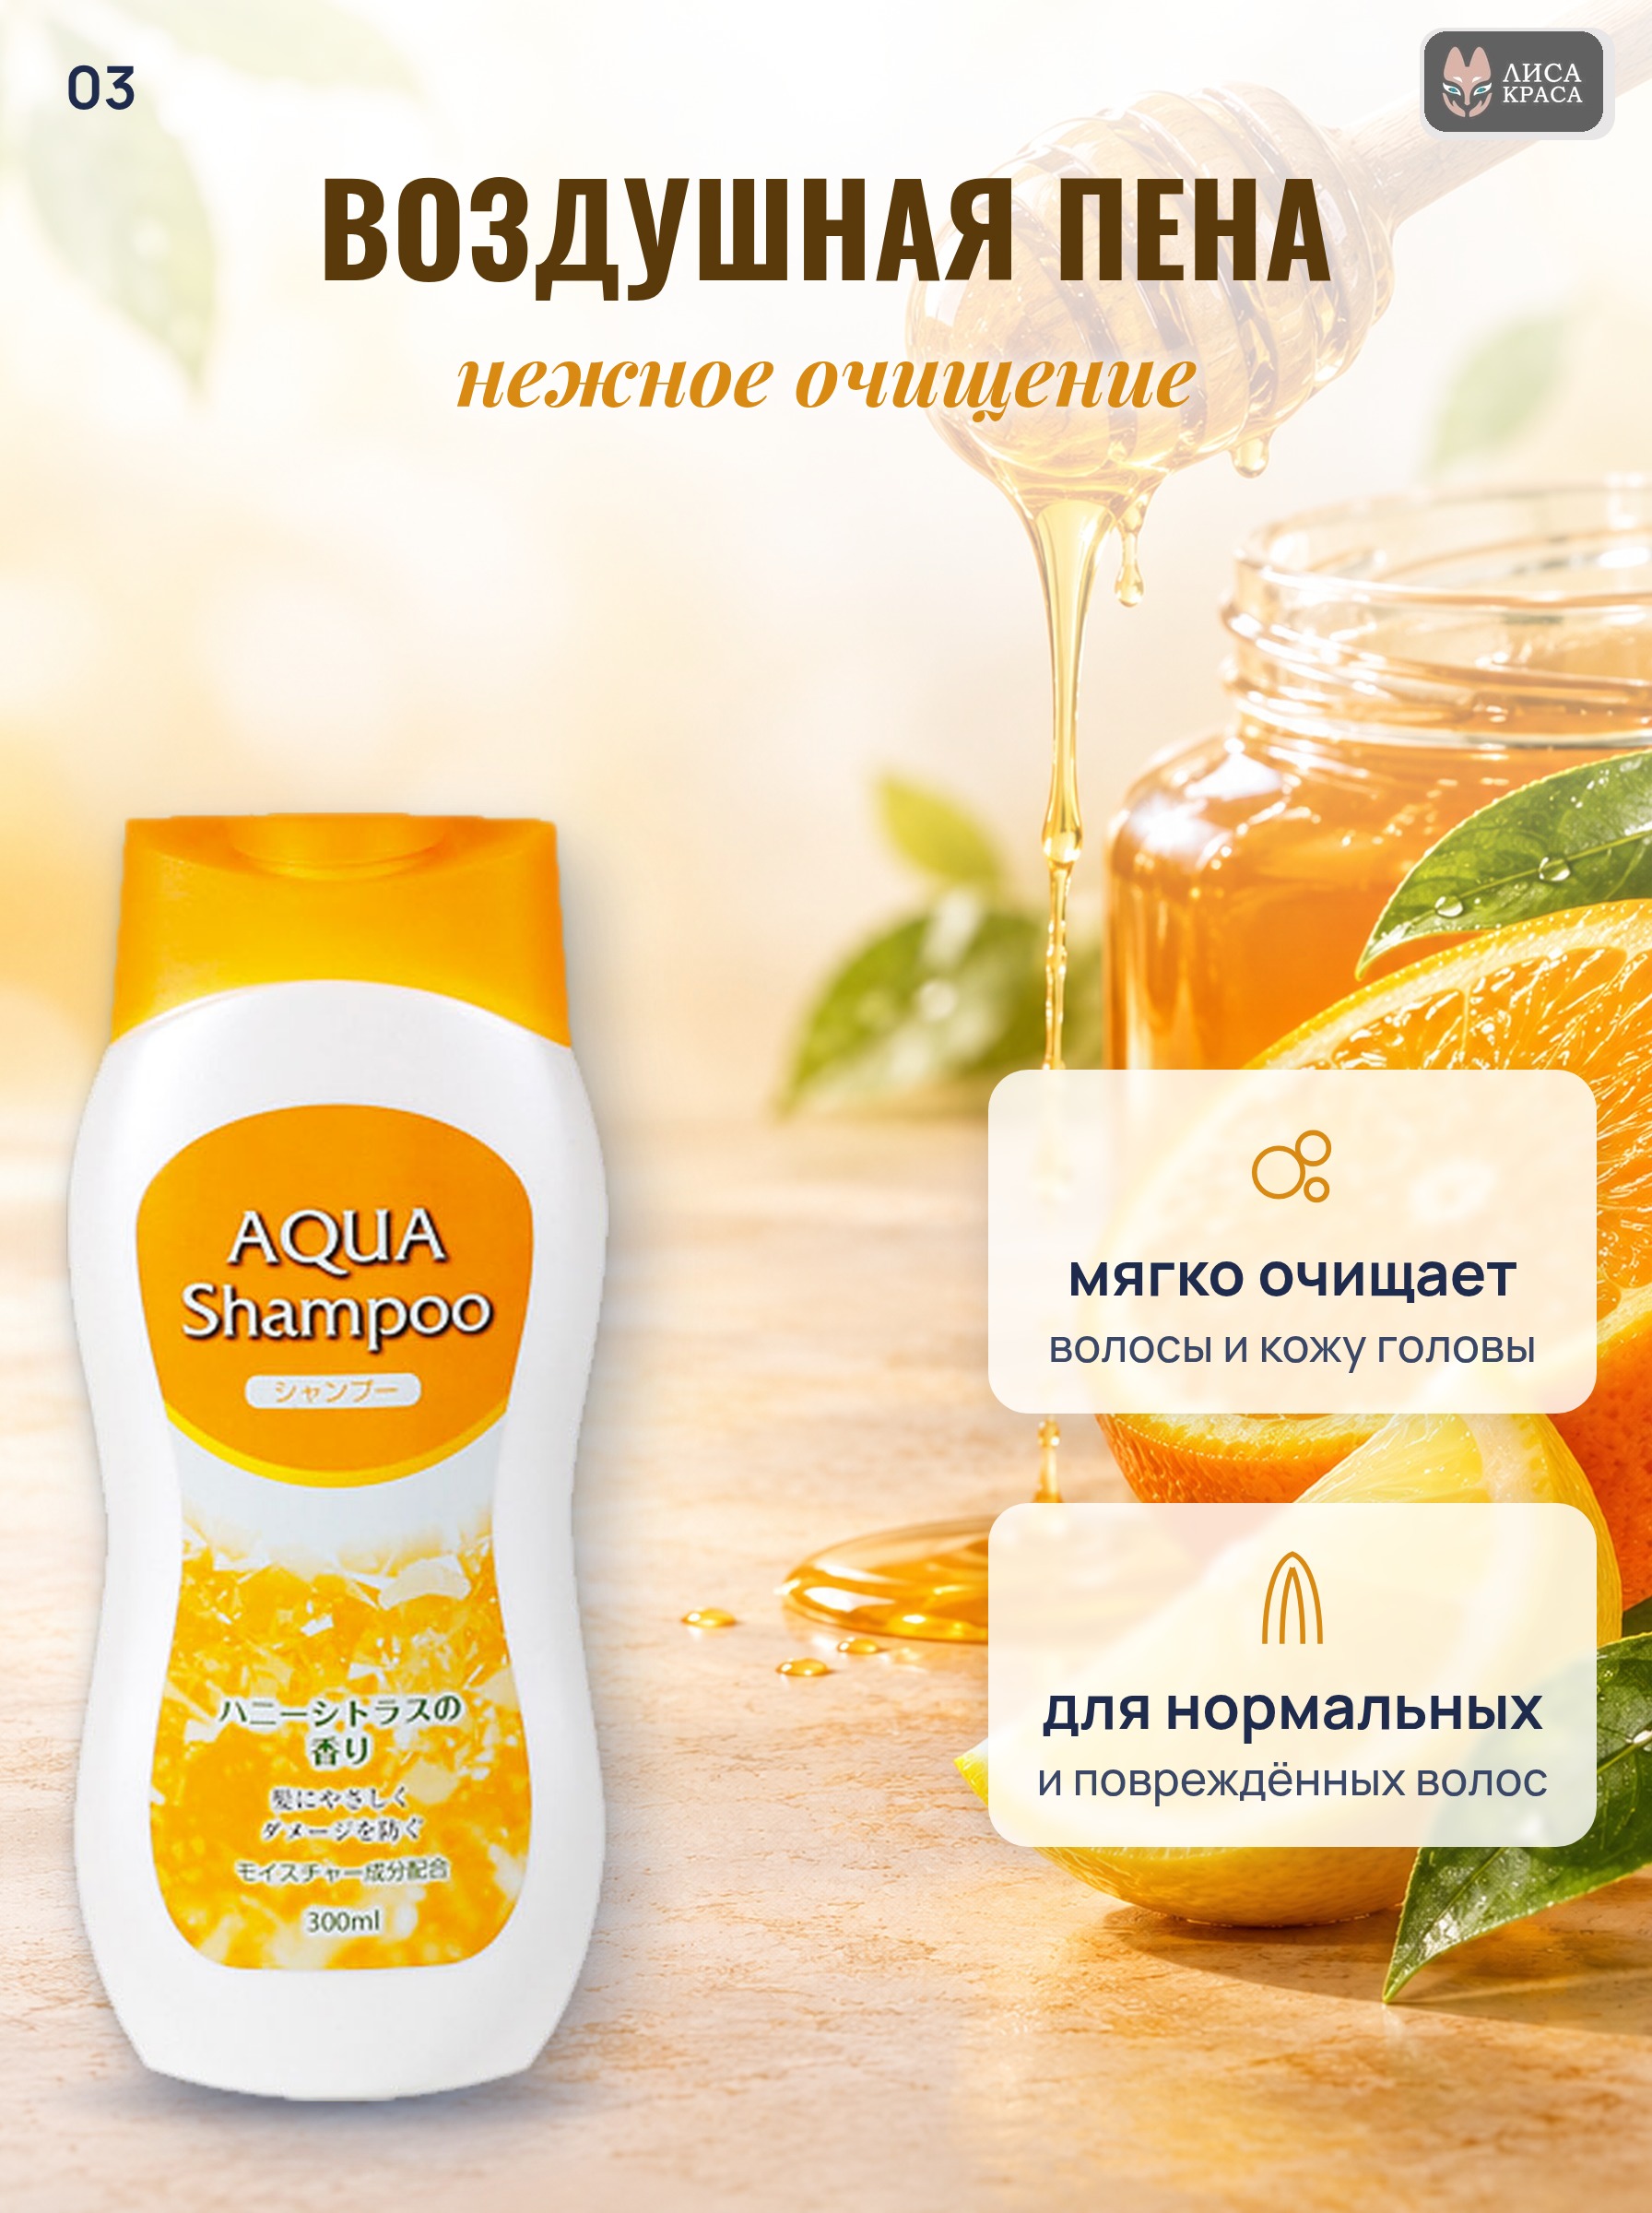 03
ЛИСА
КРАСА
ВОЗДУШНАЯ ПЕНА
нежное очищение
AQUA
Shampoo
シャンプー
ハニーシトラスの
香り
髪にやさしく
ダメージを防ぐ
モイスチャー成分配合
300ml
мягко очищает
волосы и кожу головы
для нормальных
и повреждённых волос